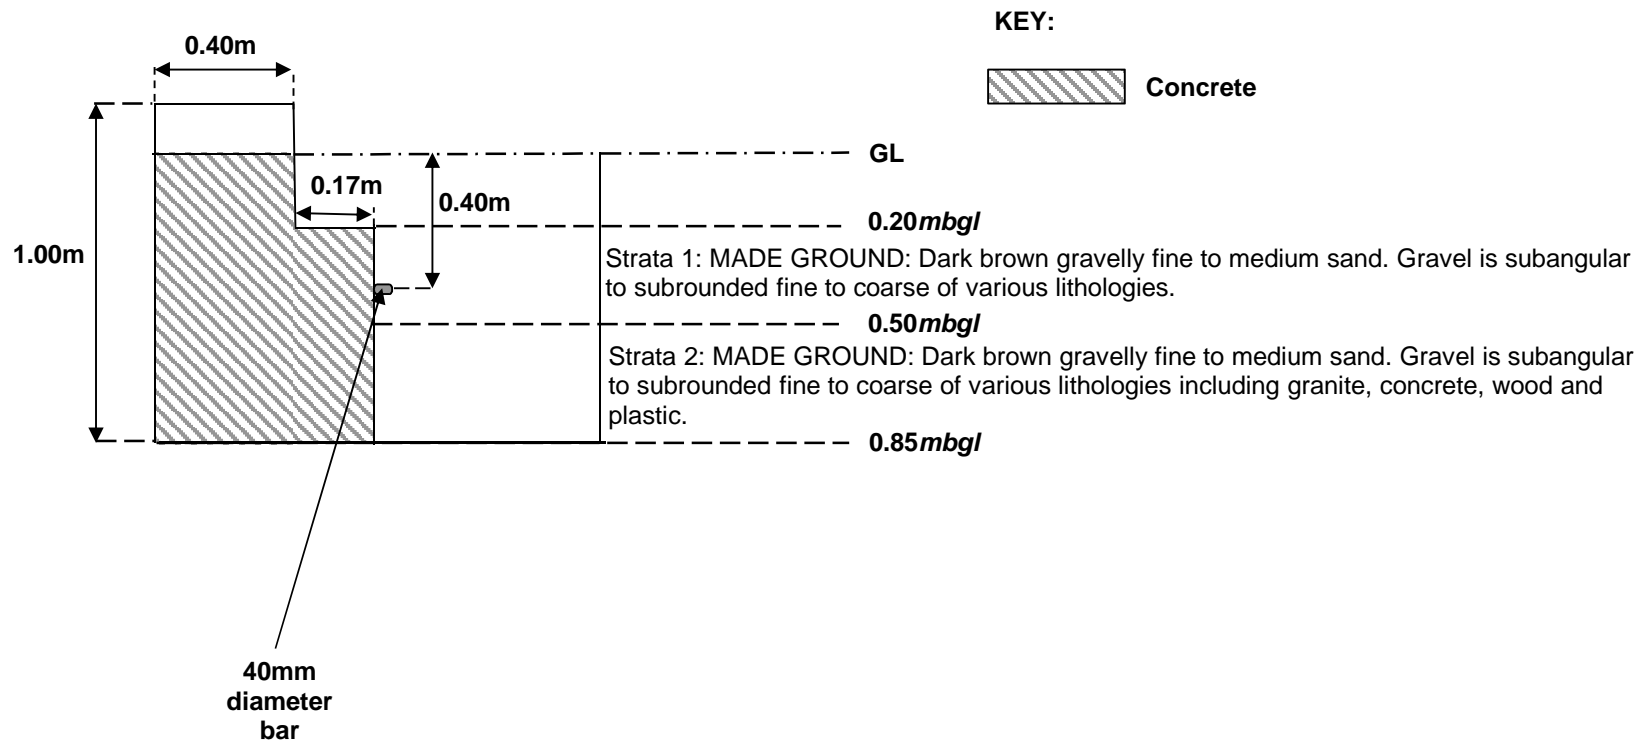 KEY:
0.40m
Concrete
GL
0.17m
0.40m
0.20mbgl
1.00m
Strata 1: MADE GROUND: Dark brown gravelly fine to medium sand. Gravel is subangular
to subrounded fine to coarse of various lithologies.
0.50mbgl
Strata 2: MADE GROUND: Dark brown gravelly fine to medium sand. Gravel is subangular
to subrounded fine to coarse of various lithologies including granite, concrete, wood and
plastic.
0.85mbgl
40mm
diameter
bar